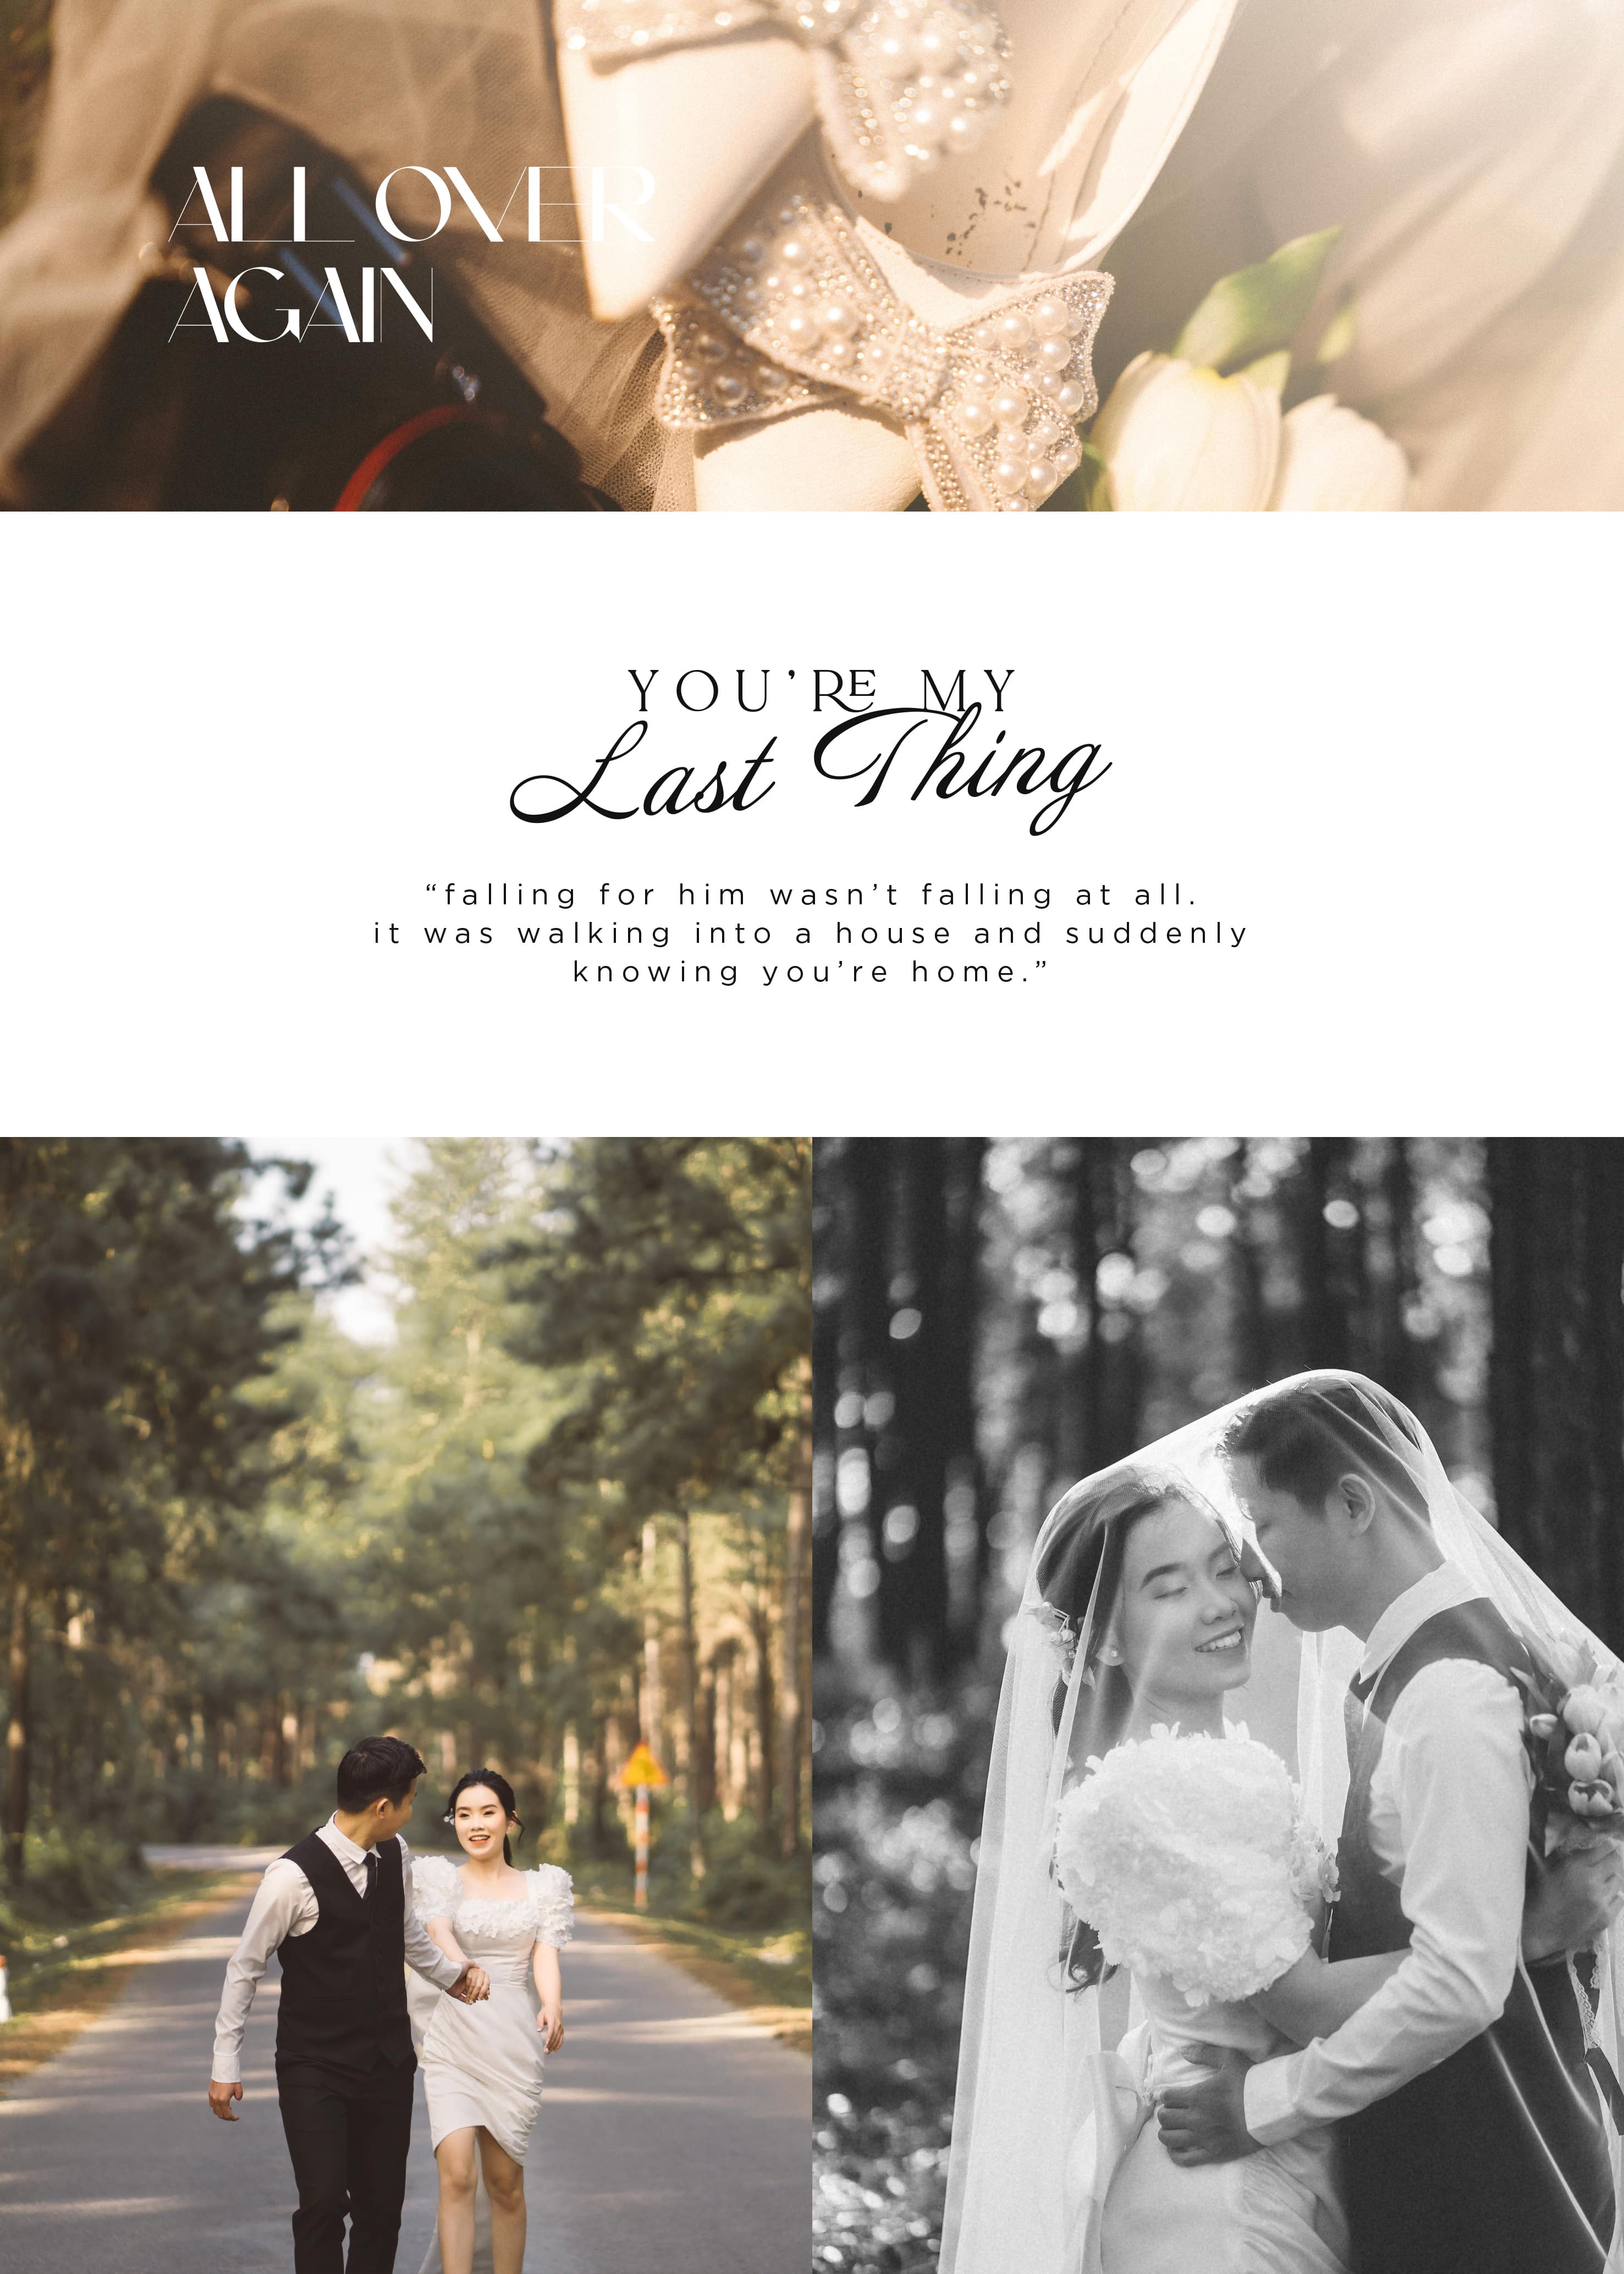 ALL OVER
AGAIN
YOU’RE MY
Last Thing
“falling for him wasn’t falling at all.
it was walking into a house and suddenly
knowing you’re home.”